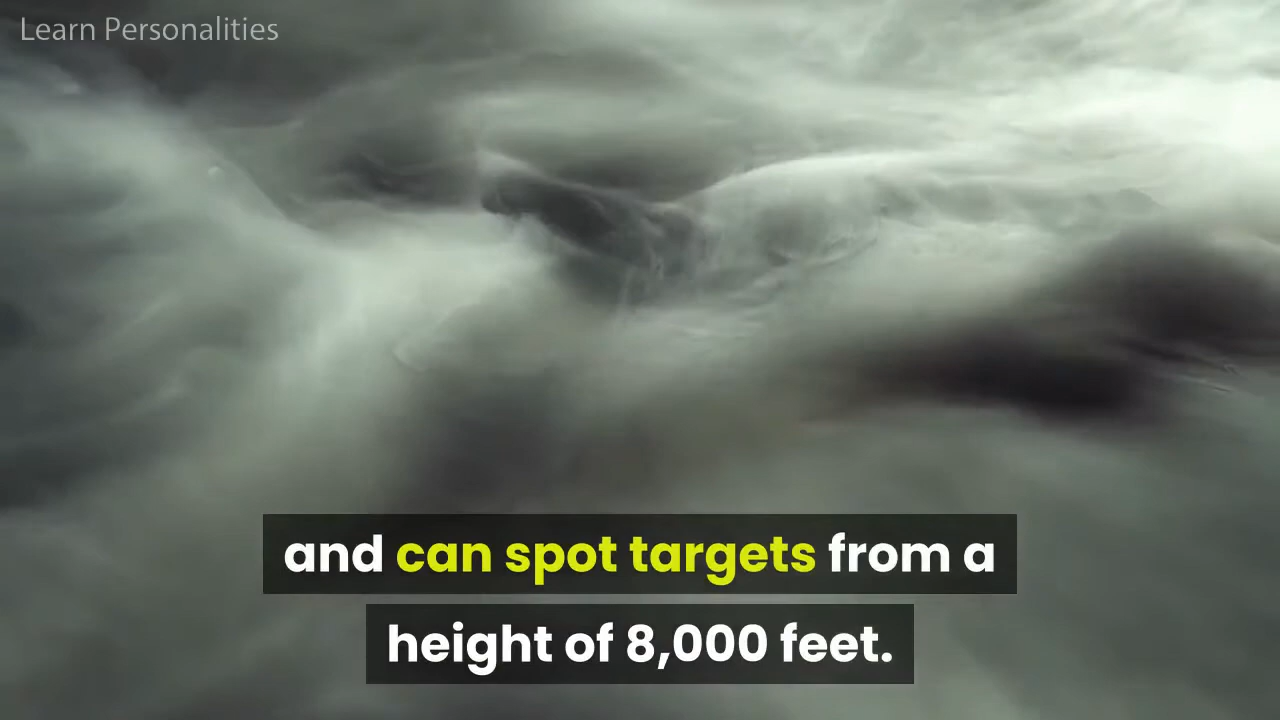 Learn Personalities
and can spot targets from a
height of 8,000 feet.